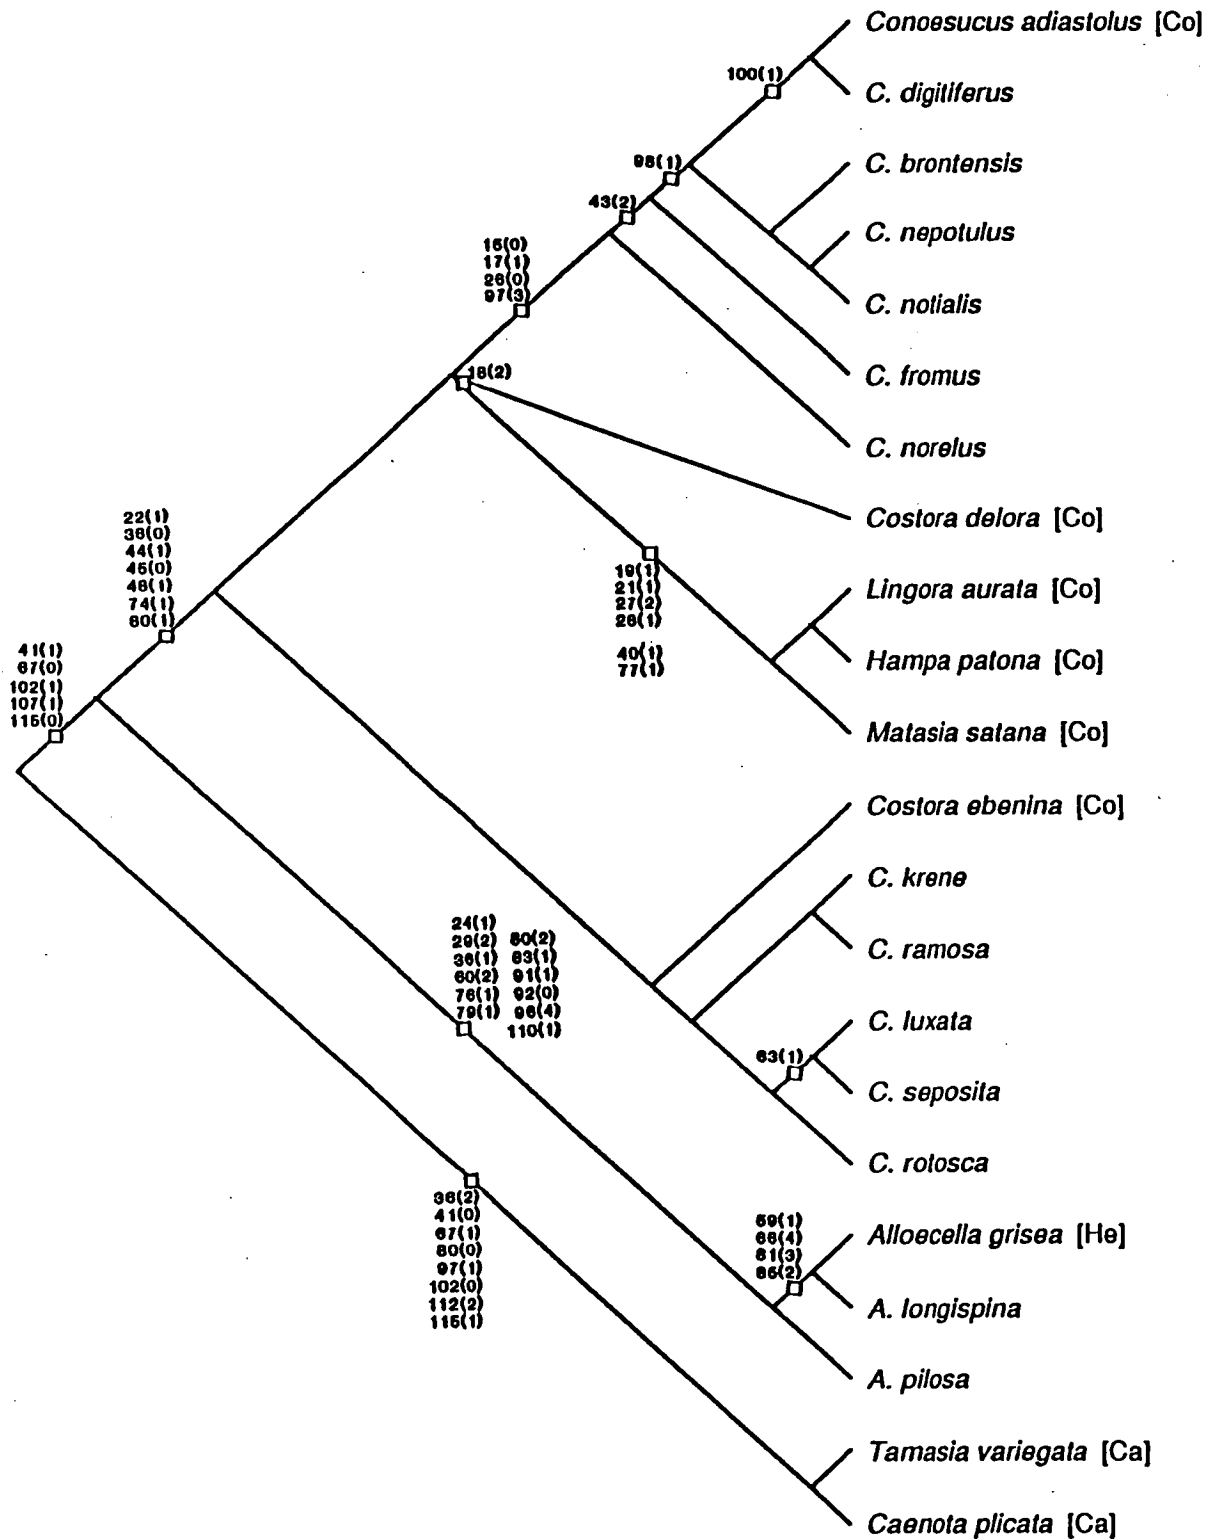 Conoesucus adiastolus [Co]
100(1)
C. digitiferus
98(1)
C. brontensis
43(2)
C. nepotulus
16(0)
17(1)
26(0)
97(3)
C. notialis
18(2)
C. fromus
C. norelus
Costora delora [Co]
22(1)
38(0)
44(1)
45(0)
48(1)
74(1)
80(1)
19(1)
21(1)
27(2)
28(1)
40(1)
77(1)
Lingora aurata [Co]
Hampa patona [Co]
41(1)
67(0)
102(1)
107(1)
115(0)
Matasia satana [Co]
Costora ebenina [Co]
C. krene
24(1)
29(2) 80(2)
36(1) 83(1)
60(2) 91(1)
76(1) 92(0)
79(1) 96(4)
110(1)
C. ramosa
C. luxata
63(1)
C. seposita
C. rotosca
36(2)
41(0)
67(1)
80(0)
97(1)
102(0)
112(2)
115(1)
59(1)
66(4)
81(3)
85(2)
Alloecella grisea [He]
A. longispina
A. pilosa
Tamasia variegata [Ca]
Caenota plicata [Ca]